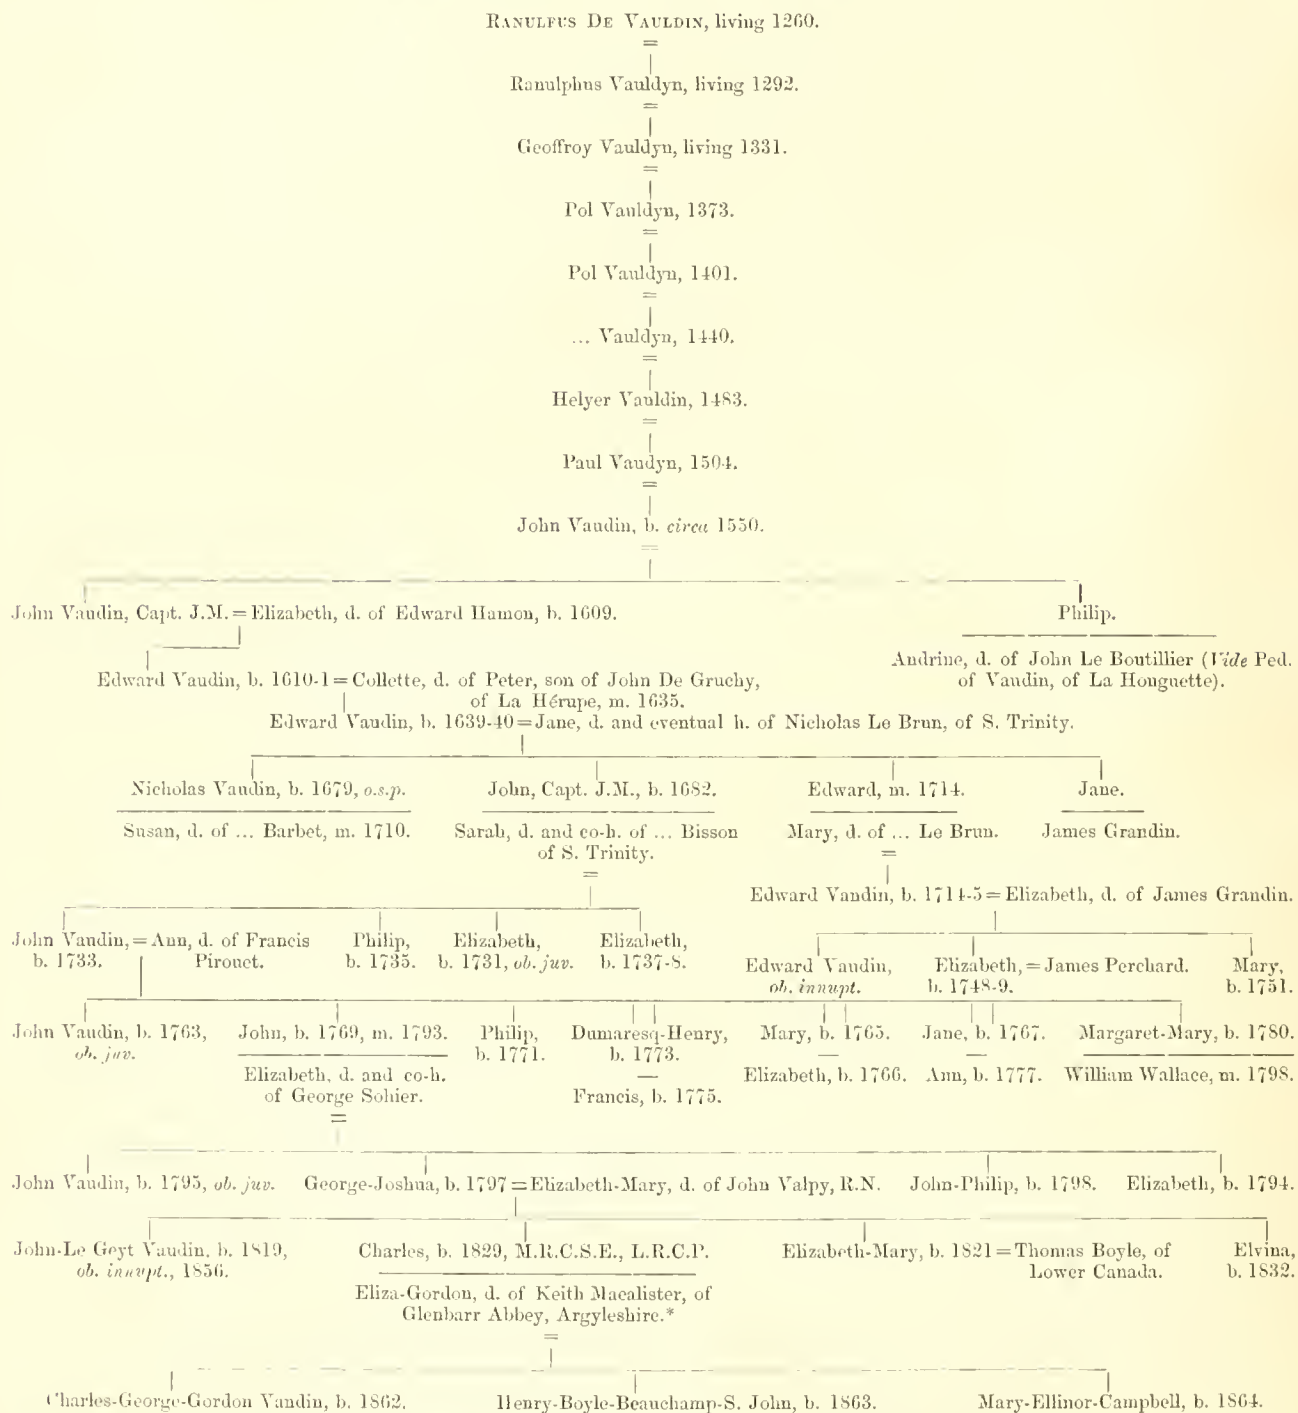 RANULFUS DE VAULDIN, living 1260.
=
Ranulphus Vauldyn, living 1292.
=
Geoffroy Vauldyn, living 1331.
=
Pol Vauldyn, 1373.
=
Pol Vauldyn, 1401.
=
... Vauldyn, 1440.
=
Helyer Vauldin, 1483.
=
Paul Vaudyn, 1504.
=
John Vaudin, b. circa 1550.
=
John Vaudin, Capt. J.M. = Elizabeth, d. of Edward Hamon, b. 1609.
Philip.
Andrine, d. of John Le Boutillier (Vide Ped.
of Vaudin, of La Houguette).
Edward Vaudin, b. 1610-1 = Collette, d. of Peter, son of John De Gruchy,
of La Hérupe, m. 1635.
Edward Vaudin, b. 1639-40 = Jane, d. and eventual h. of Nicholas Le Brun, of S. Trinity.
Nicholas Vaudin, b. 1679, o.s.p.
Susan, d. of ... Barbet, m. 1710.
John, Capt. J.M., b. 1682.
Sarah, d. and co-h. of ... Bisson
of S. Trinity.
=
Edward, m. 1714.
Mary, d. of ... Le Brun.
=
Jane.
James Grandin.
Edward Vaudin, b. 1714-5 = Elizabeth, d. of James Grandin.
John Vaudin, = Ann, d. of Francis
b. 1733. Pirouet.
Philip,
b. 1735.
Elizabeth,
b. 1731, ob. juv.
Elizabeth,
b. 1737-8.
Edward Vaudin,
ob. innupt.
Elizabeth, = James Perchard.
b. 1748-9.
Mary,
b. 1751.
John Vaudin, b. 1763,
ob. juv.
John, b. 1769, m. 1793.
Elizabeth, d. and co-h.
of George Sohier.
=
Philip,
b. 1771.
Dumaresq-Henry,
b. 1773.
—
Francis, b. 1775.
Mary, b. 1765.
—
Elizabeth, b. 1766.
Jane, b. 1767.
—
Ann, b. 1777.
Margaret-Mary, b. 1780.
William Wallace, m. 1798.
John Vaudin, b. 1795, ob. juv.
George-Joshua, b. 1797 = Elizabeth-Mary, d. of John Valpy, R.N.
John-Philip, b. 1798.
Elizabeth, b. 1794.
John-Le Geyt Vaudin, b. 1819,
ob. innupt., 1856.
Charles, b. 1829, M.R.C.S.E., L.R.C.P.
Eliza-Gordon, d. of Keith Macalister, of
Glenbarr Abbey, Argyleshire.*
=
Elizabeth-Mary, b. 1821 = Thomas Boyle, of
Lower Canada.
Elvina,
b. 1832.
Charles-George-Gordon Vaudin, b. 1862.
Henry-Boyle-Beauchamp-S. John, b. 1863.
Mary-Ellinor-Campbell, b. 1864.